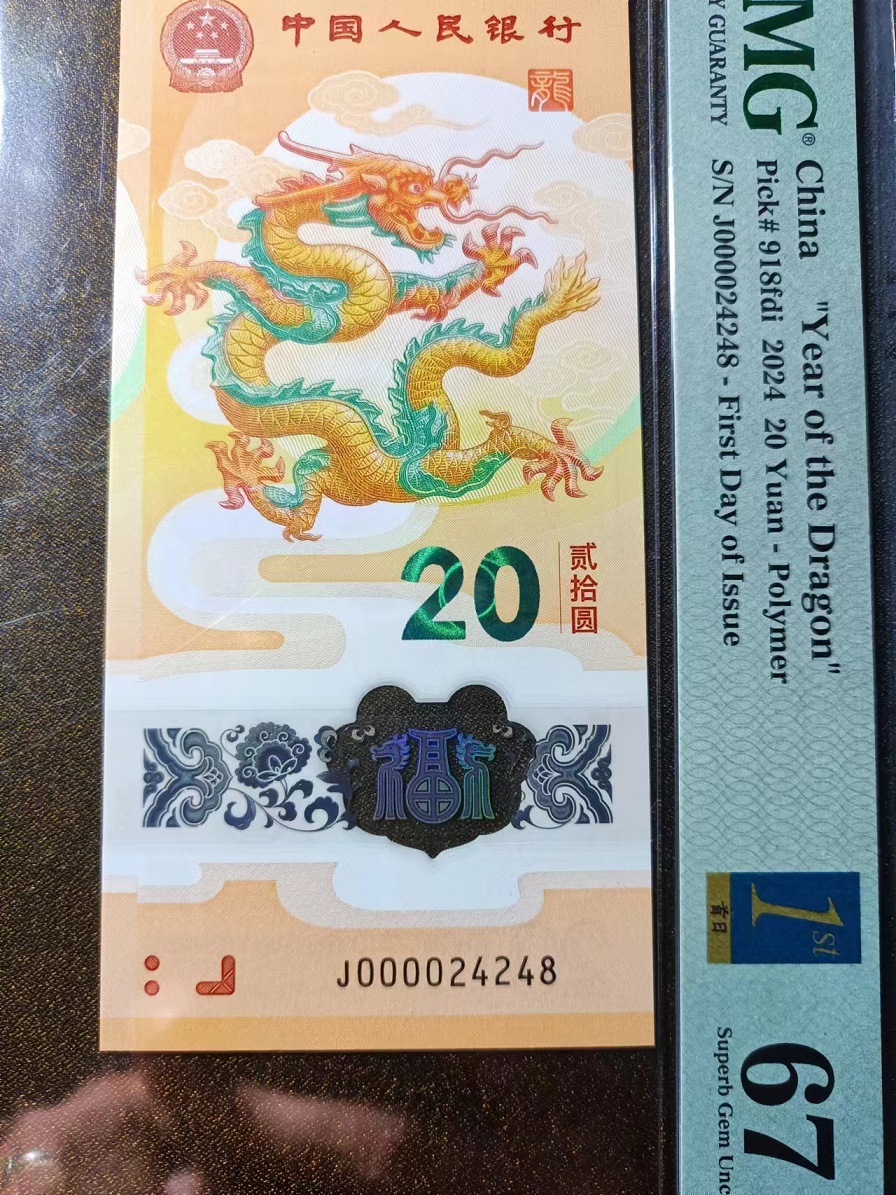 中国人民银行
龍
20
贰拾圆
福
J000024248
MG®
Y GUARANTY
China "Year of the Dragon"
Pick# 918fdi 2024 20 Yuan - Polymer
S/N J000024248 - First Day of Issue
1st
首日
67
Superb Gem Unc